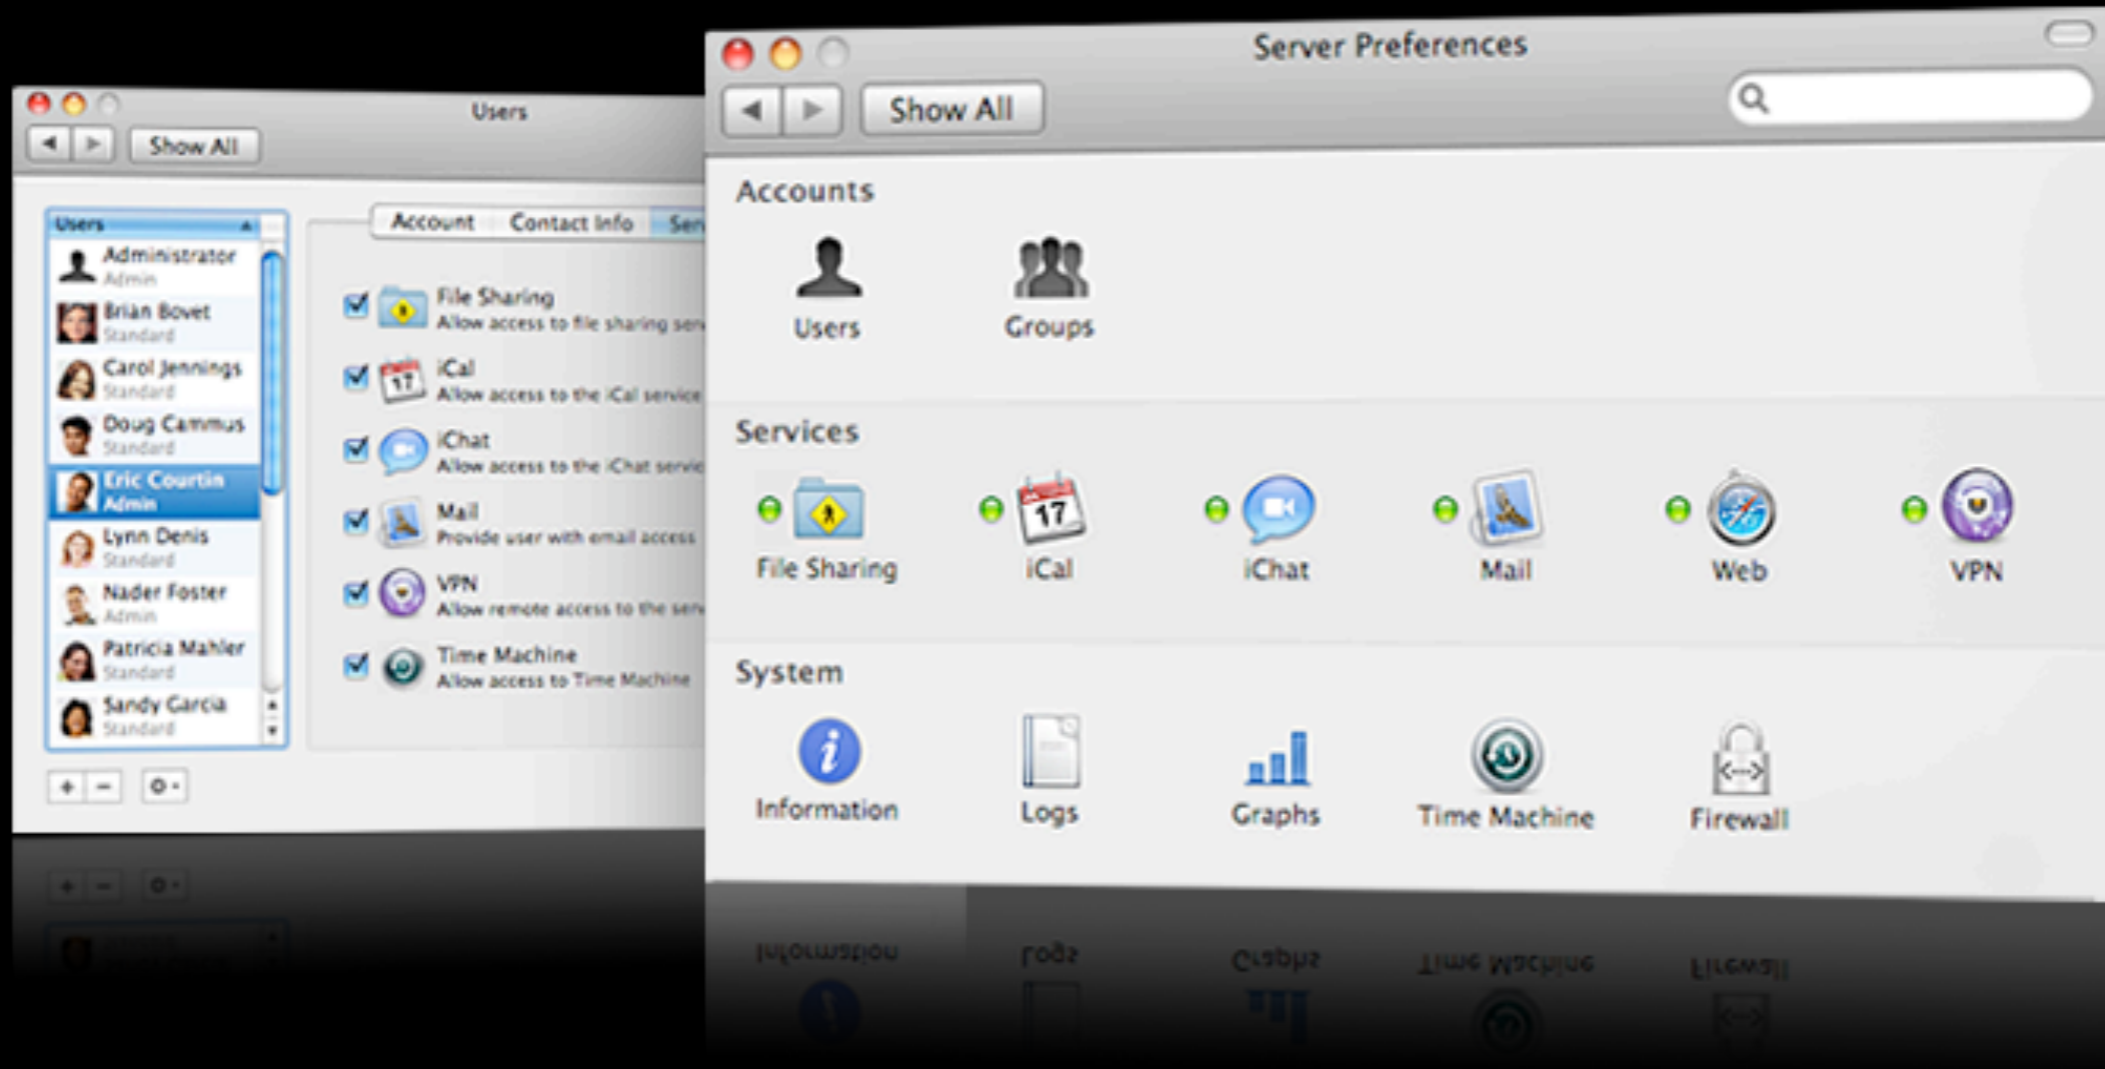 Users
Show All
Users
Administrator
Admin
Brian Bovet
Standard
Carol Jennings
Standard
Doug Cammus
Standard
Eric Courtin
Admin
Lynn Denis
Standard
Nader Foster
Admin
Patricia Mahler
Standard
Sandy Garcia
Standard
Account Contact Info Ser
File Sharing
Allow access to file sharing ser
iCal
Allow access to the iCal service
iChat
Allow access to the iChat servic
Mail
Provide user with email access
VPN
Allow remote access to the ser
Time Machine
Allow access to Time Machine
Server Preferences
Show All
Accounts
Users Groups
Services
17
File Sharing iCal iChat Mail Web VPN
System
Information Logs Graphs Time Machine Firewall